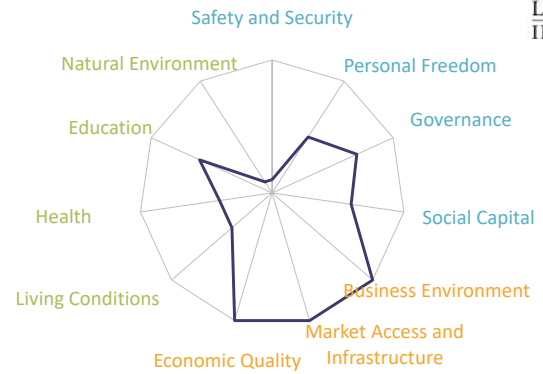 Safety and Security
Natural Environment
Personal Freedom
Education
Governance
Health
Social Capital
Living Conditions
Business Environment
Market Access and
Infrastructure
Economic Quality